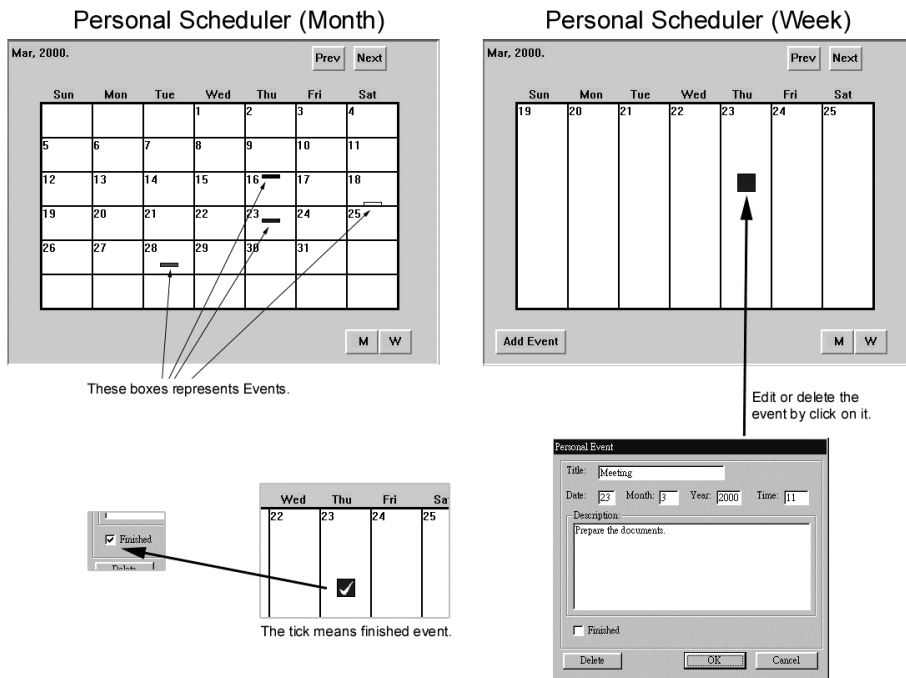 Personal Scheduler (Month)
Mar, 2000.
Prev Next
Sun Mon Tue Wed Thu Fri Sat
1 2 3 4
5 6 7 8 9 10 11
12 13 14 15 16 17 18
19 20 21 22 23 24 25
26 27 28 29 30 31
M W
These boxes represents Events.
Personal Scheduler (Week)
Mar, 2000.
Prev Next
Sun Mon Tue Wed Thu Fri Sat
19 20 21 22 23 24 25
Add Event
M W
Edit or delete the
event by click on it.
Finished
Delete
Wed Thu Fri Sa
22 23 24 25
The tick means finished event.
Personal Event
Title: Meeting
Date: 23 Month: 3 Year: 2000 Time: 11
Description:
Prepare the documents.
Finished
Delete OK Cancel